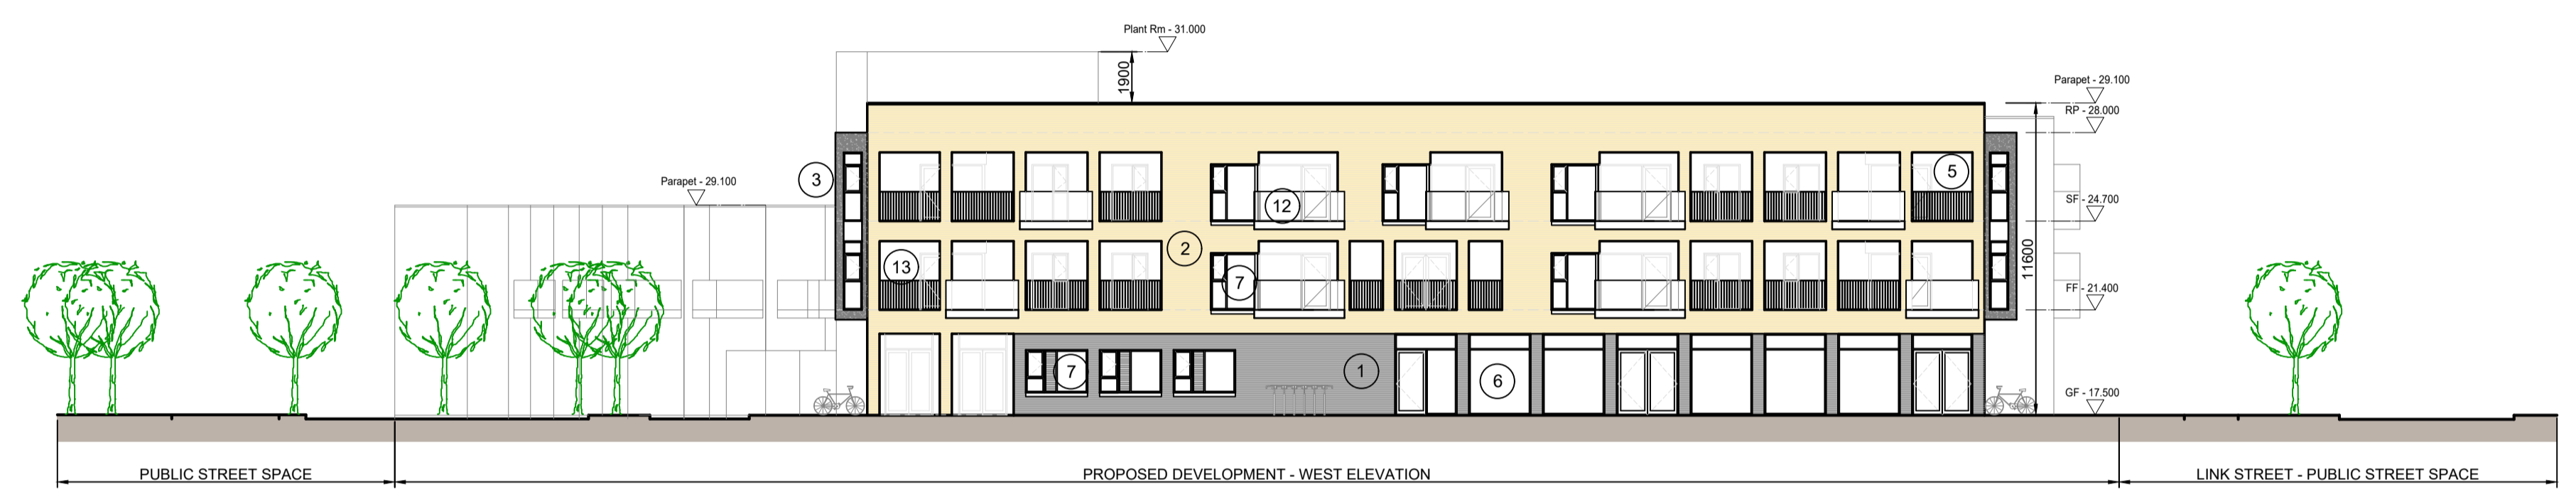 Plant Rm - 31.000
1900
Parapet - 29.100
RP - 28.000
3
5
Parapet - 29.100
SF - 24.700
12
2
13
7
11600
FF - 21.400
7
1
6
GF - 17.500
PUBLIC STREET SPACE
PROPOSED DEVELOPMENT - WEST ELEVATION
LINK STREET - PUBLIC STREET SPACE